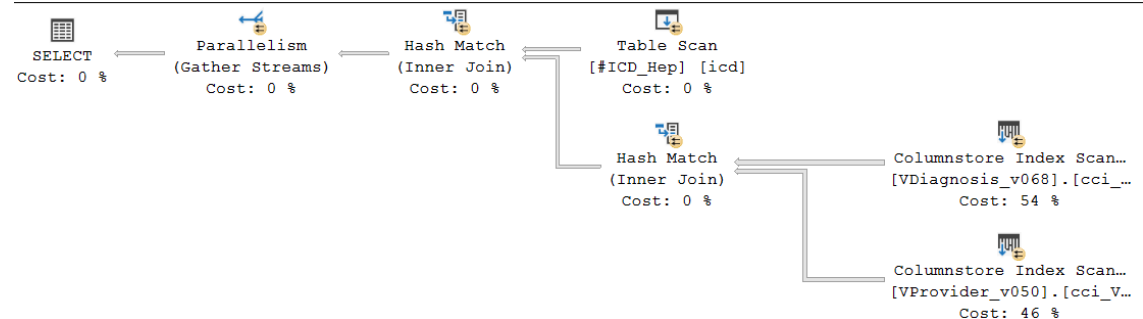 SELECT
Cost: 0 %
Parallelism
(Gather Streams)
Cost: 0 %
Hash Match
(Inner Join)
Cost: 0 %
Table Scan
[#ICD_Hep] [icd]
Cost: 0 %
Hash Match
(Inner Join)
Cost: 0 %
Columnstore Index Scan…
[VDiagnosis_v068].[cci_…
Cost: 54 %
Columnstore Index Scan…
[VProvider_v050].[cci_V…
Cost: 46 %